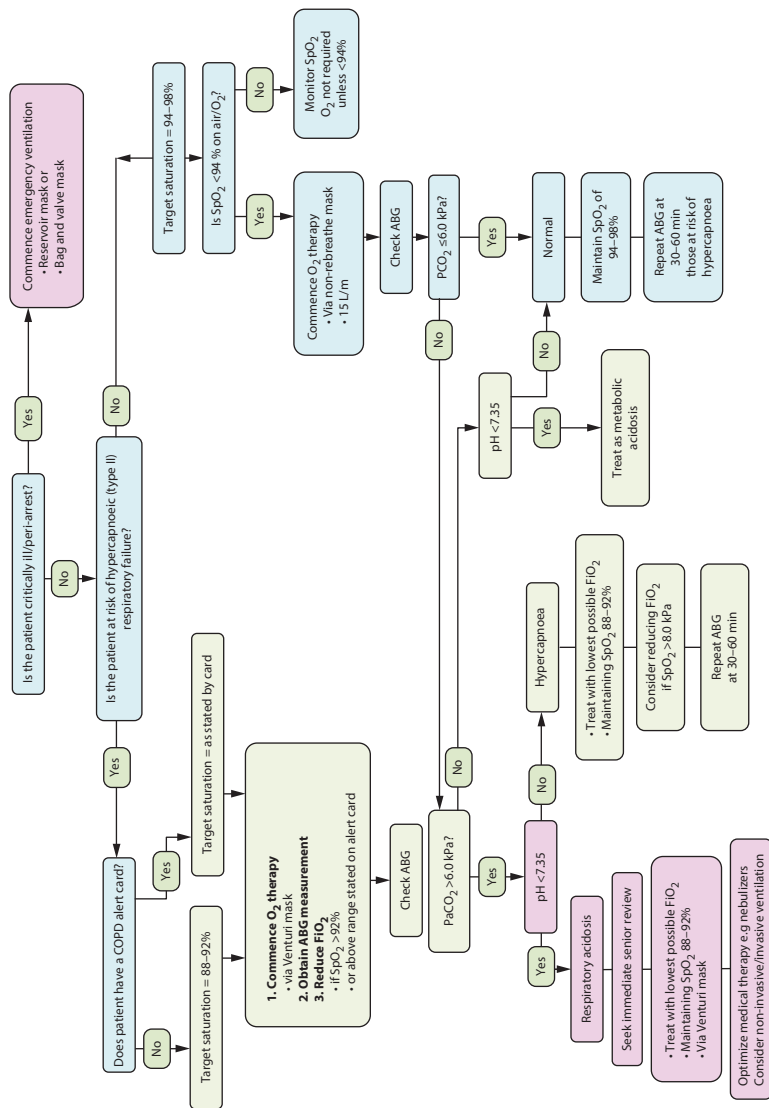 Is the patient critically ill/peri-arrest?
Yes
Commence emergency ventilation
• Reservoir mask or
• Bag and valve mask
No
Is the patient at risk of hypercapnoeic (type II)
respiratory failure?
Yes
No
Does patient have a COPD alert card?
No
Yes
Target saturation = 88–92%
Target saturation = as stated by card
1. Commence O₂ therapy
• via Venturi mask
2. Obtain ABG measurement
3. Reduce FiO₂
• if SpO₂ >92%
• or above range stated on alert card
Check ABG
PaCO₂ >6.0 kPa?
Yes
No
pH <7.35
Yes
No
Respiratory acidosis
Seek immediate senior review
• Treat with lowest possible FiO₂
• Maintaining SpO₂ 88–92%
• Via Venturi mask
Optimize medical therapy e.g nebulizers
Consider non-invasive/invasive ventilation
Hypercapnoea
• Treat with lowest possible FiO₂
• Maintaining SpO₂ 88–92%
Consider reducing FiO₂
if SpO₂ >8.0 kPa
Repeat ABG
at 30–60 min
Target saturation = 94–98%
Is SpO₂ <94 % on air/O₂?
Yes
No
Monitor SpO₂
O₂ not required
unless <94%
Commence O₂ therapy
• Via non-rebreathe mask
• 15 L/m
Check ABG
PCO₂ ≤6.0 kPa?
No
Yes
pH <7.35
No
Yes
Treat as metabolic
acidosis
Normal
Maintain SpO₂ of
94–98%
Repeat ABG at
30–60 min
those at risk of
hypercapnoea